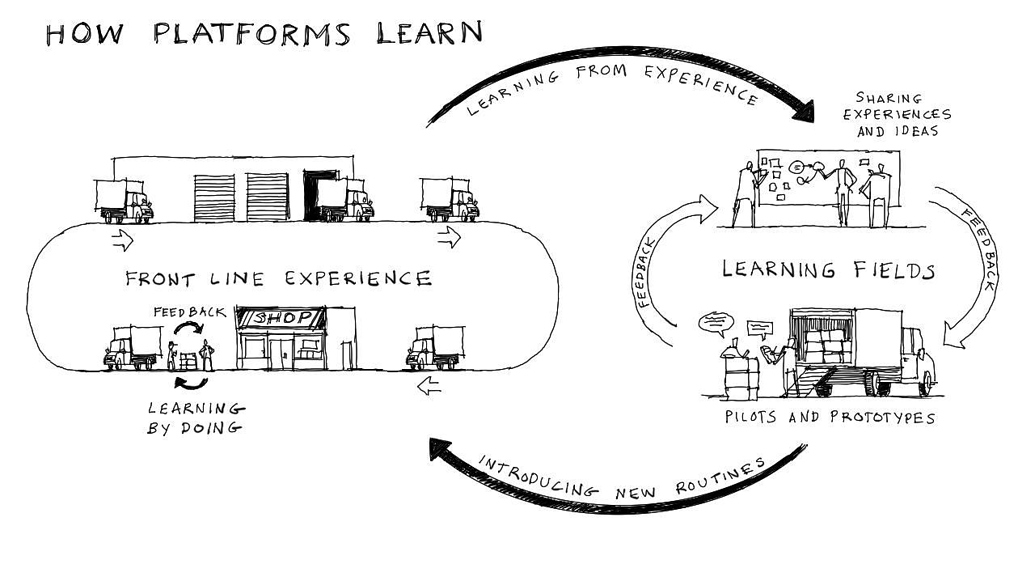 HOW PLATFORMS LEARN
LEARNING FROM EXPERIENCE
SHARING
EXPERIENCES
AND IDEAS
FRONT LINE EXPERIENCE
FEEDBACK
SHOP
LEARNING
BY DOING
FEEDBACK
LEARNING FIELDS
FEEDBACK
PILOTS AND PROTOTYPES
INTRODUCING NEW ROUTINES